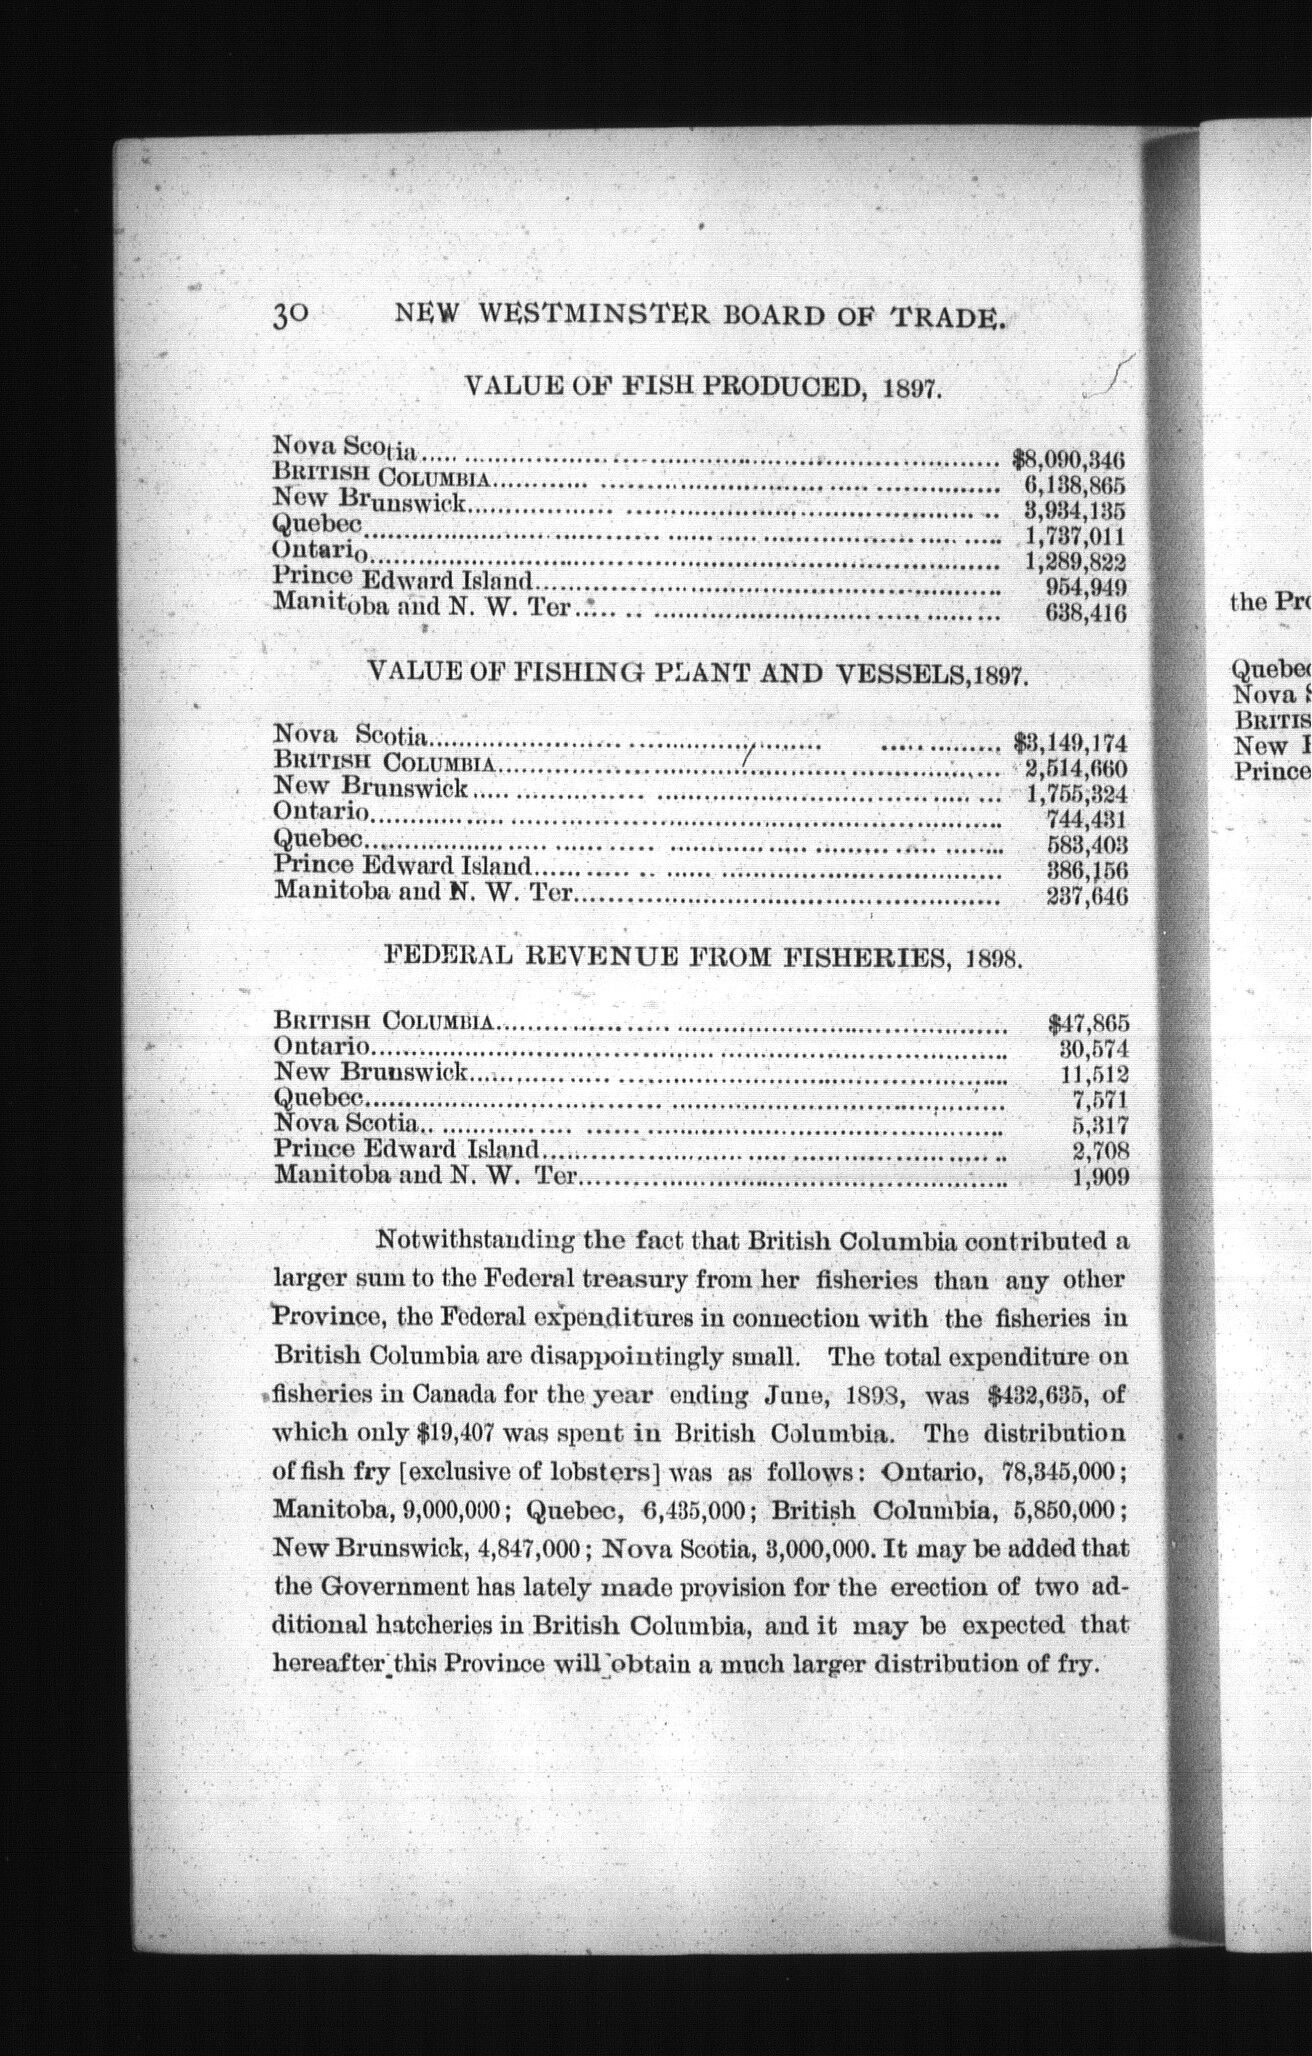 30 NEW WESTMINSTER BOARD OF TRADE.
VALUE OF FISH PRODUCED, 1897.
Nova Scotia........ $8,090,346
BRITISH COLUMBIA........ 6,138,865
New Brunswick........ 3,934,135
Quebec........ 1,737,011
Ontario........ 1,289,822
Prince Edward Island........ 954,949
Manitoba and N. W. Ter........ 638,416
VALUE OF FISHING PLANT AND VESSELS, 1897.
Nova Scotia........ $3,149,174
BRITISH COLUMBIA........ 2,514,660
New Brunswick........ 1,755,324
Ontario........ 744,431
Quebec........ 583,403
Prince Edward Island........ 386,156
Manitoba and N. W. Ter........ 237,646
FEDERAL REVENUE FROM FISHERIES, 1898.
BRITISH COLUMBIA........ $47,865
Ontario........ 30,574
New Brunswick........ 11,512
Quebec........ 7,571
Nova Scotia........ 5,317
Prince Edward Island........ 2,708
Manitoba and N. W. Ter........ 1,909
Notwithstanding the fact that British Columbia contributed a
larger sum to the Federal treasury from her fisheries than any other
Province, the Federal expenditures in connection with the fisheries in
British Columbia are disappointingly small. The total expenditure on
fisheries in Canada for the year ending June, 1898, was $432,635, of
which only $19,407 was spent in British Columbia. The distribution
of fish fry [exclusive of lobsters] was as follows: Ontario, 78,345,000;
Manitoba, 9,000,000; Quebec, 6,435,000; British Columbia, 5,850,000;
New Brunswick, 4,847,000; Nova Scotia, 3,000,000. It may be added that
the Government has lately made provision for the erection of two ad-
ditional hatcheries in British Columbia, and it may be expected that
hereafter this Province will obtain a much larger distribution of fry.
the
Nova
New
Prince